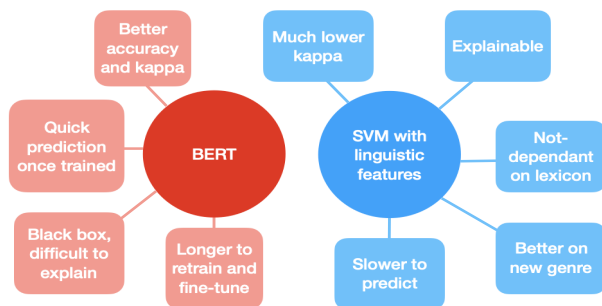 Better
accuracy
and kappa
Quick
prediction
once trained
BERT
Black box,
difficult to
explain
Longer to
retrain and
fine-tune
Much lower
kappa
Explainable
SVM with
linguistic
features
Not-
dependant
on lexicon
Slower to
predict
Better on
new genre